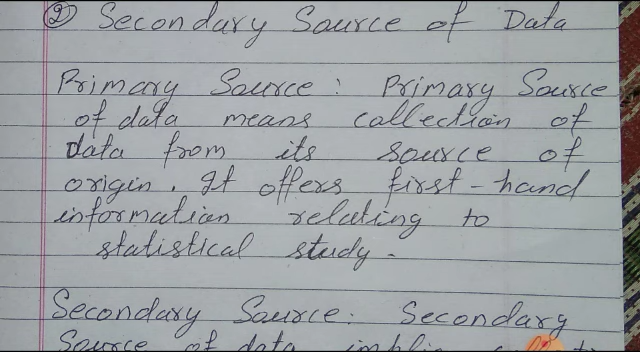 ② Secondary Source of Data
Primary Source : Primary Source
of data means collection of
data from its source of
origin. It offers first-hand
information relating to
statistical study.
Secondary Source: Secondary
Source of data